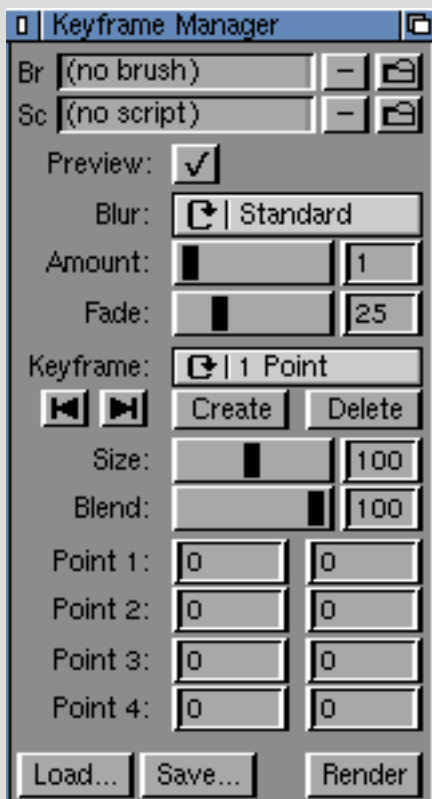 Keyframe Manager
Br (no brush) −
Sc (no script) −
Preview: ✓
Blur: Standard
Amount: 1
Fade: 25
Keyframe: 1 Point
Create Delete
Size: 100
Blend: 100
Point 1: 0 0
Point 2: 0 0
Point 3: 0 0
Point 4: 0 0
Load... Save... Render